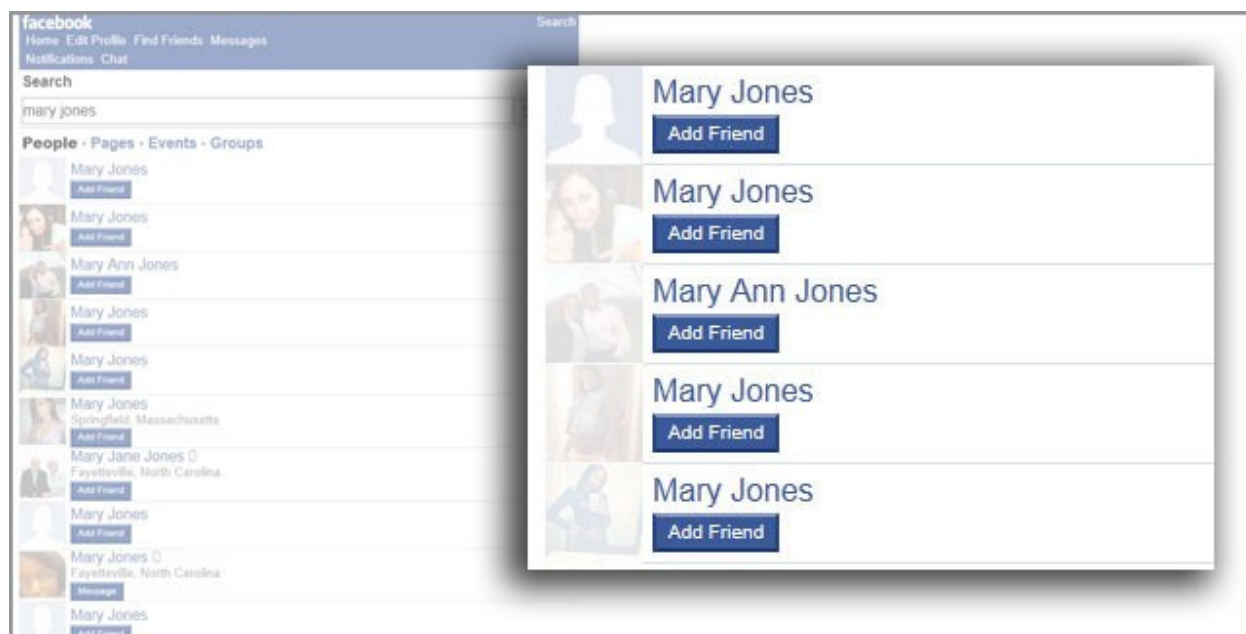 facebook
Search
Home Edit Profile Find Friends Messages
Notifications Chat
Search
mary jones
People · Pages · Events · Groups
Mary Jones
Add Friend
Mary Jones
Add Friend
Mary Ann Jones
Add Friend
Mary Jones
Add Friend
Mary Jones
Add Friend
Mary Jones
Springfield, Massachusetts
Add Friend
Mary Jane Jones
Fayetteville, North Carolina
Add Friend
Mary Jones
Add Friend
Mary Jones
Fayetteville, North Carolina
Message
Mary Jones
Add Friend
Mary Jones
Add Friend
Mary Jones
Add Friend
Mary Ann Jones
Add Friend
Mary Jones
Add Friend
Mary Jones
Add Friend